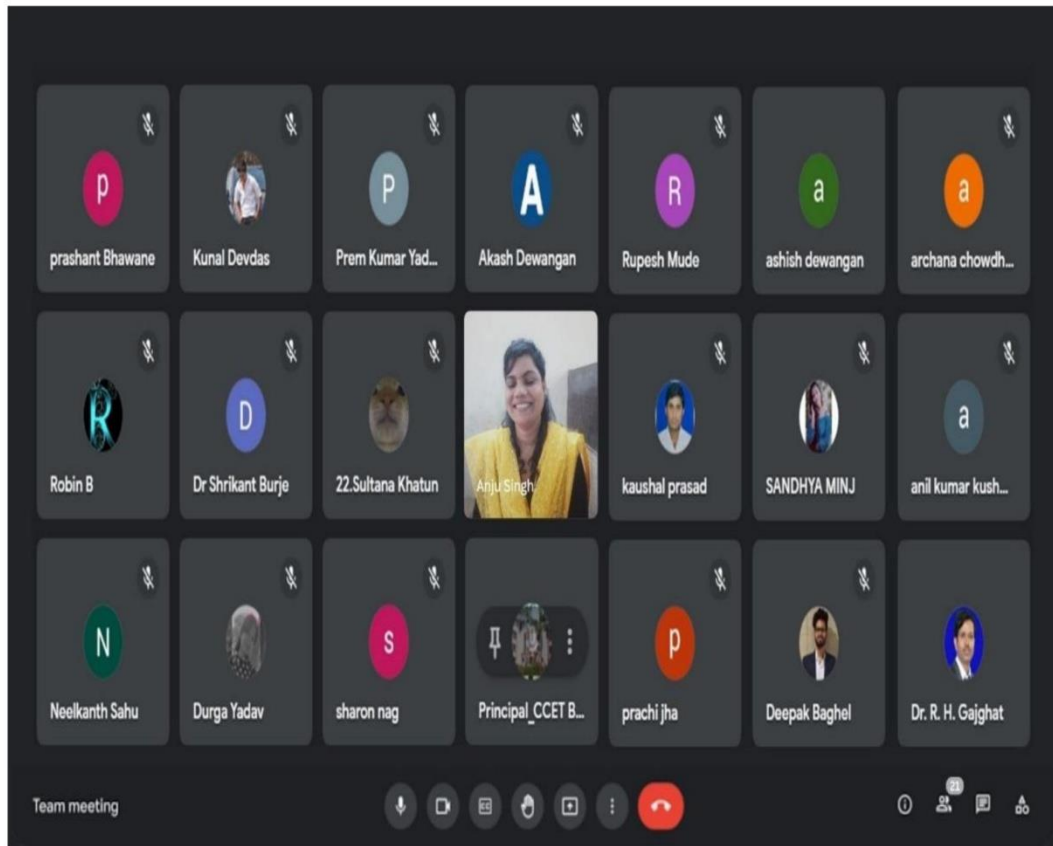 p
prashant Bhawane
Kunal Devdas
P
Prem Kumar Yad...
A
Akash Dewangan
R
Rupesh Mude
a
ashish dewangan
a
archana chowdh...
R
Robin B
D
Dr Shrikant Burje
22.Sultana Khatun
Anju Singh
kaushal prasad
SANDHYA MINJ
a
anil kumar kush...
N
Neelkanth Sahu
Durga Yadav
s
sharon nag
Principal_CCET B...
p
prachi jha
Deepak Baghel
Dr. R. H. Gajghat
Team meeting
CC
21